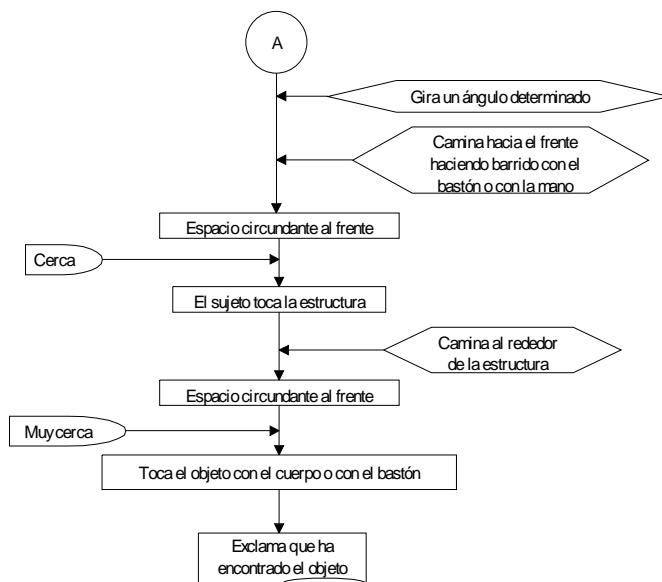 A
Gira un ángulo determinado
Camina hacia el frente
haciendo barrido con el
bastón o con la mano
Espacio circundante al frente
Cerca
El sujeto toca la estructura
Camina al rededor
de la estructura
Espacio circundante al frente
Muy cerca
Toca el objeto con el cuerpo o con el bastón
Exclama que ha
encontrado el objeto